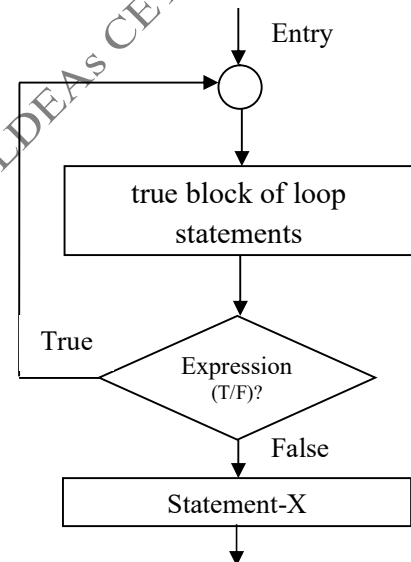 Entry
true block of loop
statements
True
Expression
(T/F)?
False
Statement-X